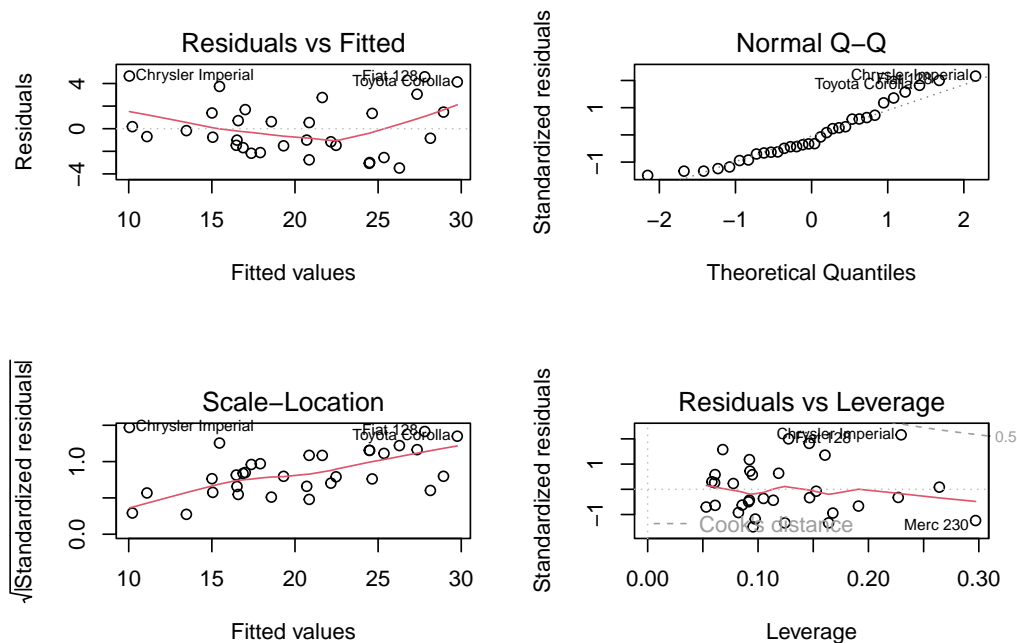 Residuals vs Fitted
Residuals
4
0
−4
Chrysler Imperial
Fiat 128
Toyota Corolla
10
15
20
25
30
Fitted values
Normal Q−Q
Standardized residuals
1
−1
Chrysler Imperial
Fiat 128
Toyota Corolla
−2
−1
0
1
2
Theoretical Quantiles
Scale−Location
√|Standardized residuals|
1.0
0.0
Chrysler Imperial
Fiat 128
Toyota Corolla
10
15
20
25
30
Fitted values
Residuals vs Leverage
Standardized residuals
1
−1
Chrysler Imperial
Fiat 128
0.5
Cook's distance
Merc 230
0.00
0.10
0.20
0.30
Leverage